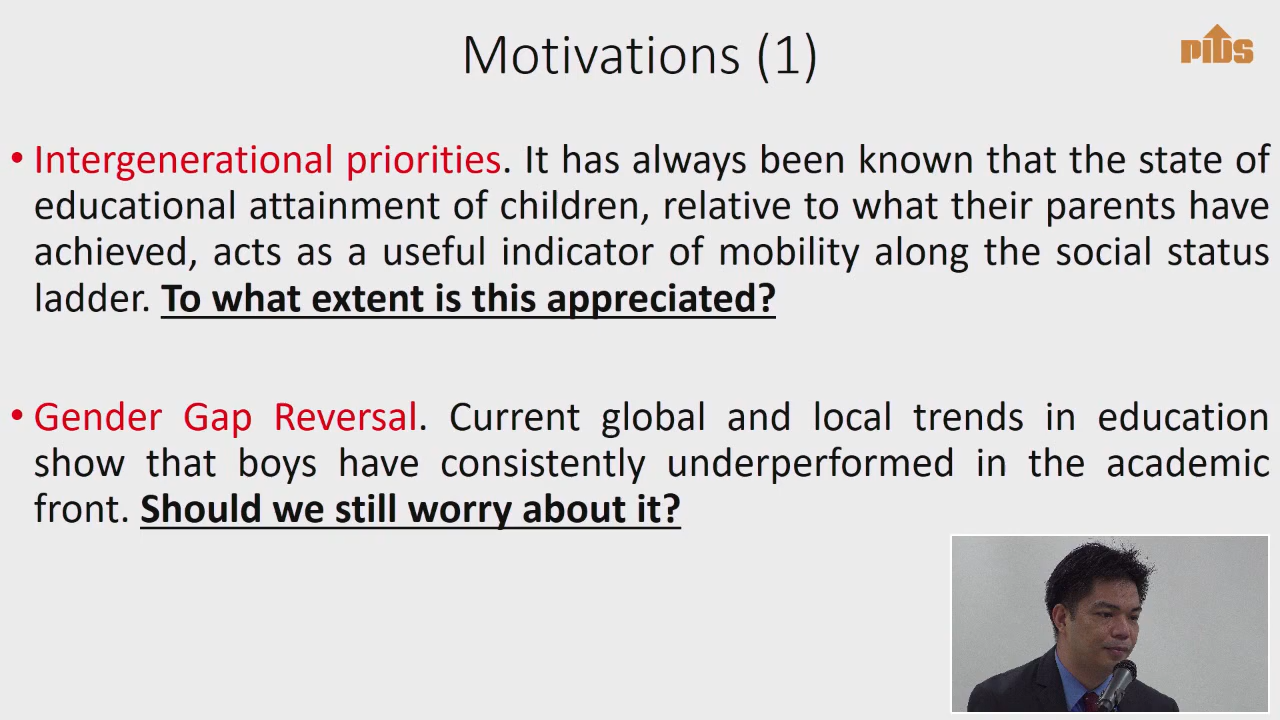 Motivations (1)
PIDS
• Intergenerational priorities. It has always been known that the state of
educational attainment of children, relative to what their parents have
achieved, acts as a useful indicator of mobility along the social status
ladder. To what extent is this appreciated?
• Gender Gap Reversal. Current global and local trends in education
show that boys have consistently underperformed in the academic
front. Should we still worry about it?